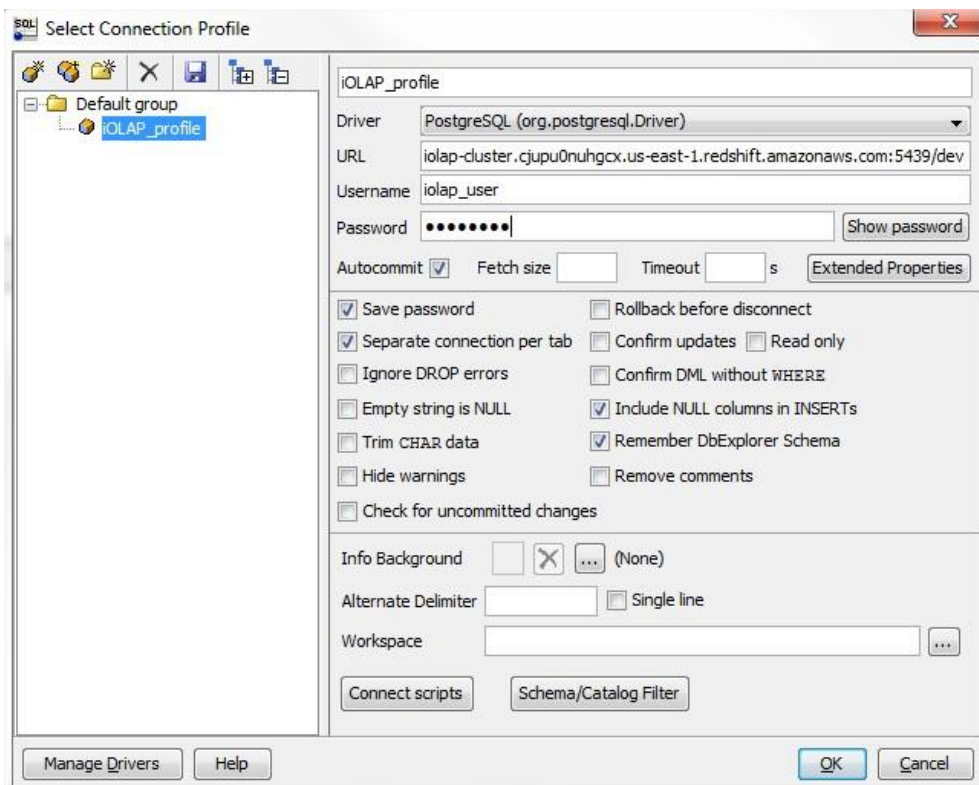 SQL Select Connection Profile
Default group
iOLAP_profile
iOLAP_profile
Driver PostgreSQL (org.postgresql.Driver)
URL iolap-cluster.cjupu0nuhgcx.us-east-1.redshift.amazonaws.com:5439/dev
Username iolap_user
Password ●●●●●●●● Show password
Autocommit Fetch size Timeout s Extended Properties
Save password Rollback before disconnect
Separate connection per tab Confirm updates Read only
Ignore DROP errors Confirm DML without WHERE
Empty string is NULL Include NULL columns in INSERTs
Trim CHAR data Remember DbExplorer Schema
Hide warnings Remove comments
Check for uncommitted changes
Info Background ... (None)
Alternate Delimiter Single line
Workspace ...
Connect scripts Schema/Catalog Filter
Manage Drivers Help OK Cancel